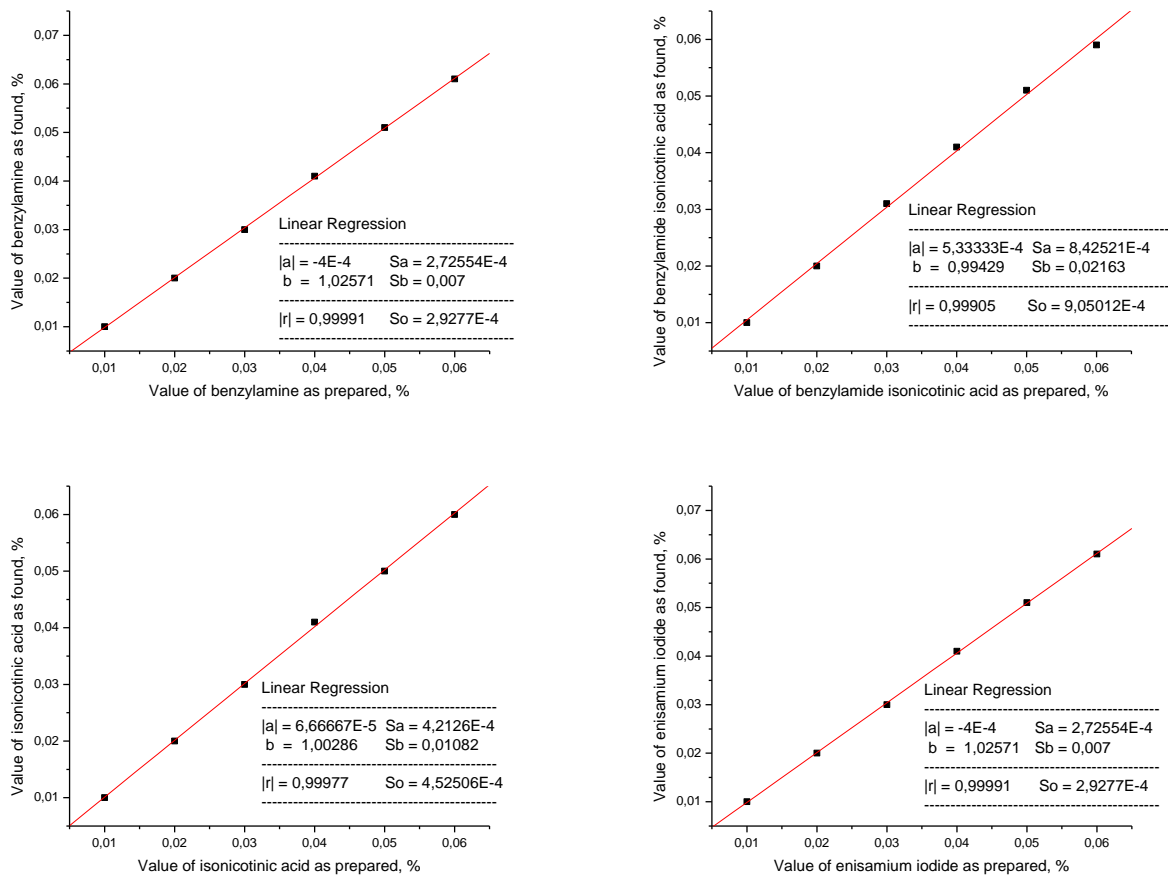 Value of benzylamine as found, %
0,07
0,06
0,05
0,04
0,03
0,02
0,01
Linear Regression
|a| = -4E-4 Sa = 2,72554E-4
b = 1,02571 Sb = 0,007
|r| = 0,99991 So = 2,9277E-4
0,01 0,02 0,03 0,04 0,05 0,06
Value of benzylamine as prepared, %
Value of benzylamide isonicotinic acid as found, %
0,06
0,05
0,04
0,03
0,02
0,01
Linear Regression
|a| = 5,33333E-4 Sa = 8,42521E-4
b = 0,99429 Sb = 0,02163
|r| = 0,99905 So = 9,05012E-4
0,01 0,02 0,03 0,04 0,05 0,06
Value of benzylamide isonicotinic acid as prepared, %
Value of isonicotinic acid as found, %
0,06
0,05
0,04
0,03
0,02
0,01
Linear Regression
|a| = 6,66667E-5 Sa = 4,2126E-4
b = 1,00286 Sb = 0,01082
|r| = 0,99977 So = 4,52506E-4
0,01 0,02 0,03 0,04 0,05 0,06
Value of isonicotinic acid as prepared, %
Value of enisamium iodide as found, %
0,07
0,06
0,05
0,04
0,03
0,02
0,01
Linear Regression
|a| = -4E-4 Sa = 2,72554E-4
b = 1,02571 Sb = 0,007
|r| = 0,99991 So = 2,9277E-4
0,01 0,02 0,03 0,04 0,05 0,06
Value of enisamium iodide as prepared, %